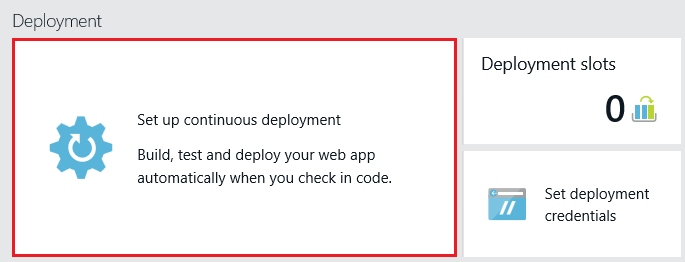 Deployment
Set up continuous deployment
Build, test and deploy your web app
automatically when you check in code.
Deployment slots
0
Set deployment
credentials